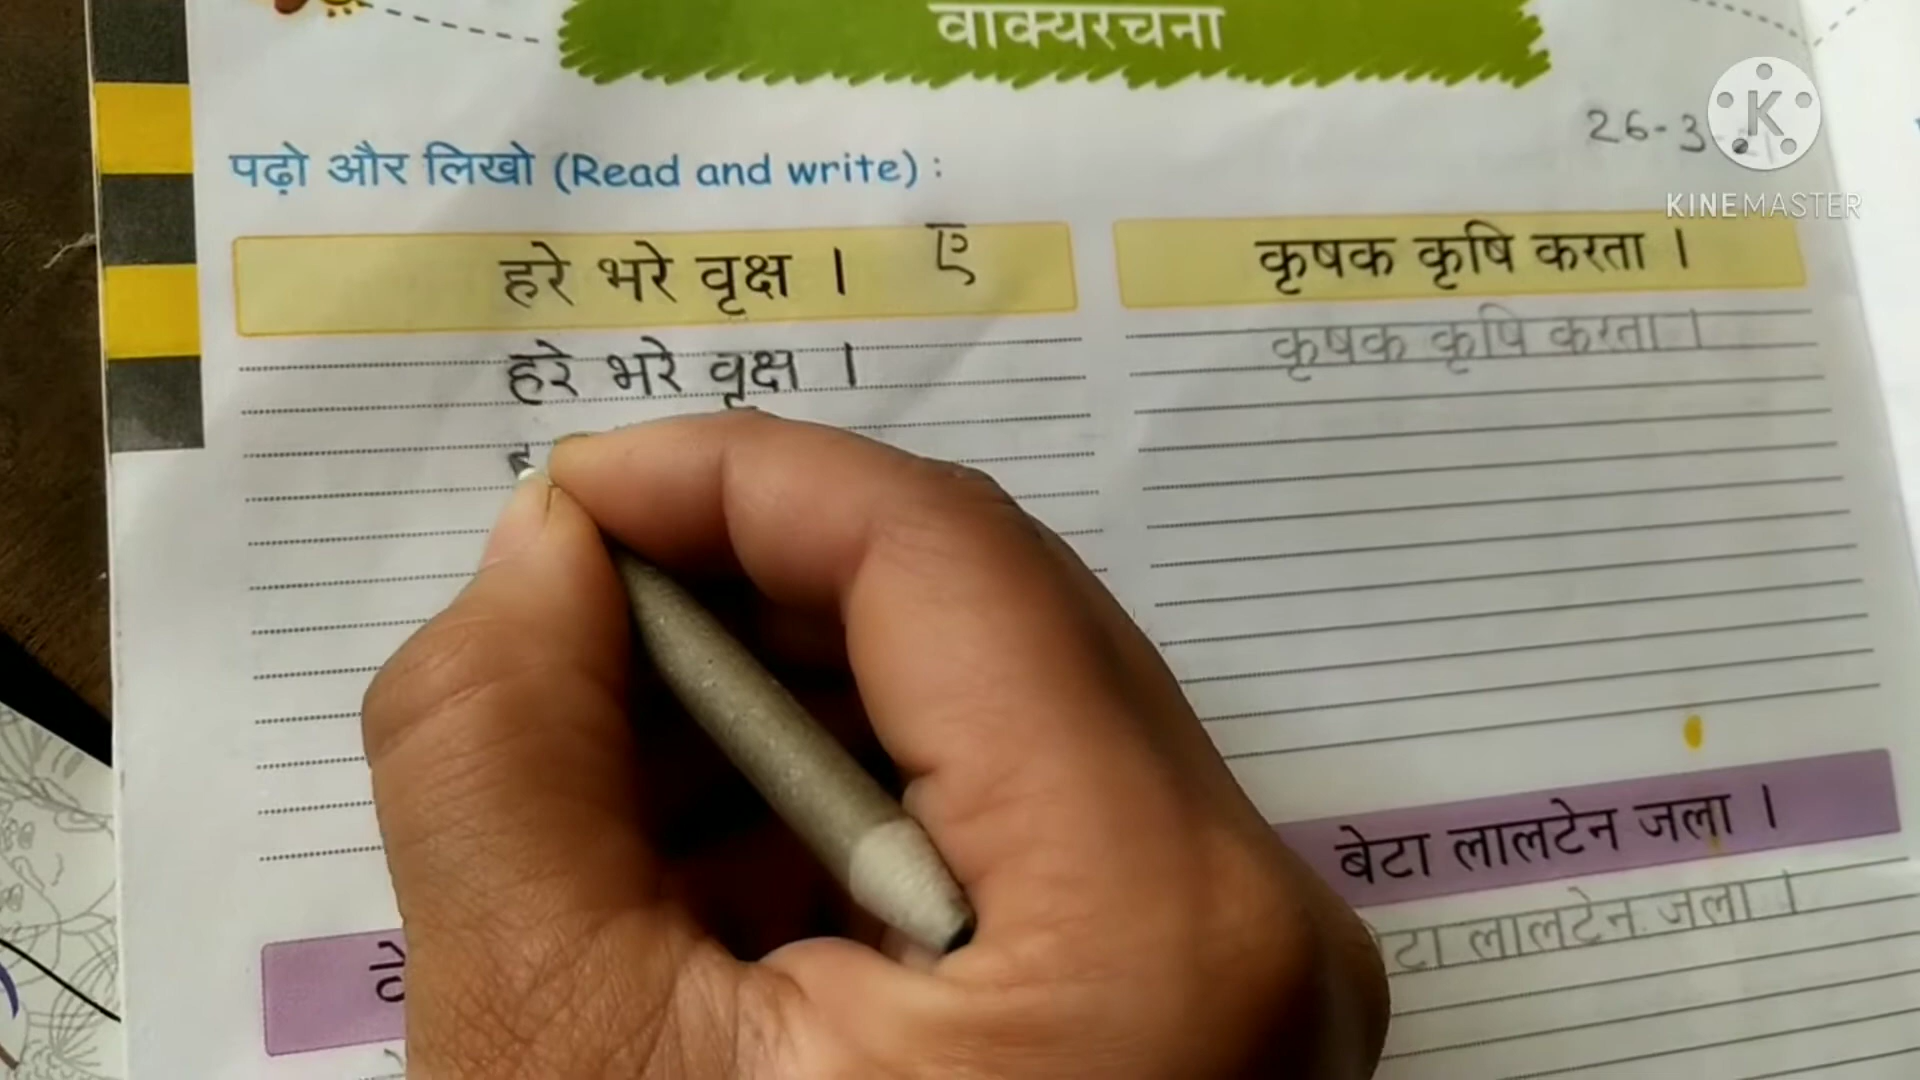 वाक्यरचना
26-3
KINEMASTER
पढ़ो और लिखो (Read and write) :
हरे भरे वृक्ष । ए
हरे भरे वृक्ष ।
कृषक कृषि करता ।
कृषक कृषि करता ।
बेटा लालटेन जला ।
लालटेन जला ।